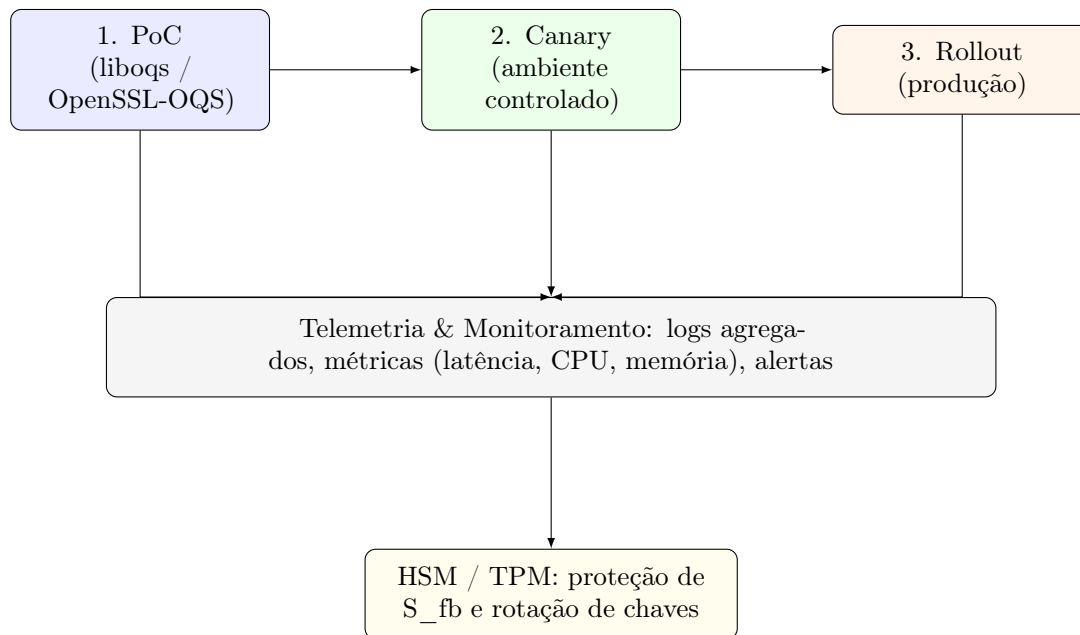 1. PoC
(liboqs /
OpenSSL-OQS)
2. Canary
(ambiente
controlado)
3. Rollout
(produção)
Telemetria & Monitoramento: logs agrega-
dos, métricas (latência, CPU, memória), alertas
HSM / TPM: proteção de
S_fb e rotação de chaves